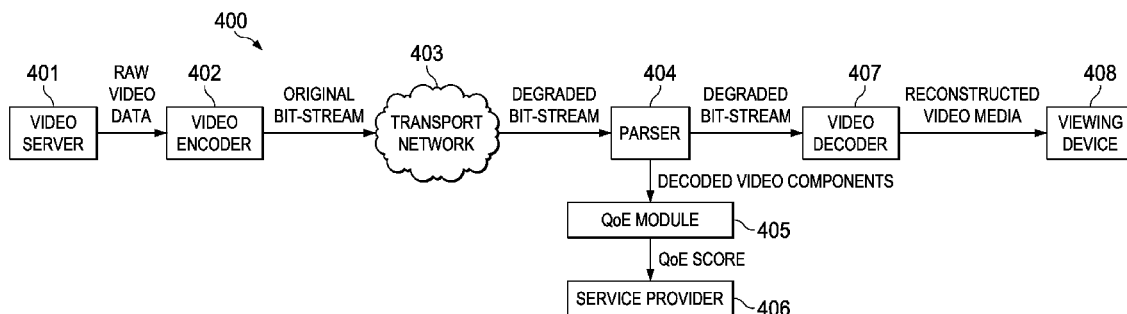 400
401
VIDEO
SERVER
RAW
VIDEO
DATA
402
VIDEO
ENCODER
ORIGINAL
BIT-STREAM
403
TRANSPORT
NETWORK
DEGRADED
BIT-STREAM
404
PARSER
DEGRADED
BIT-STREAM
407
VIDEO
DECODER
RECONSTRUCTED
VIDEO MEDIA
408
VIEWING
DEVICE
DECODED VIDEO COMPONENTS
QoE MODULE
405
QoE SCORE
SERVICE PROVIDER
406